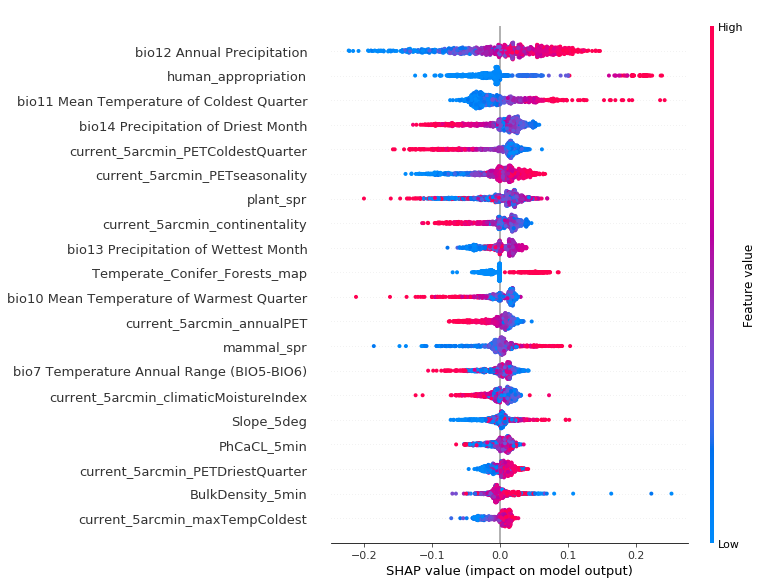 High
bio12 Annual Precipitation
human_appropriation
bio11 Mean Temperature of Coldest Quarter
bio14 Precipitation of Driest Month
current_5arcmin_PETColdestQuarter
current_5arcmin_PETseasonality
plant_spr
current_5arcmin_continentality
bio13 Precipitation of Wettest Month
Temperate_Conifer_Forests_map
bio10 Mean Temperature of Warmest Quarter
current_5arcmin_annualPET
mammal_spr
bio7 Temperature Annual Range (BIO5-BIO6)
current_5arcmin_climaticMoistureIndex
Slope_5deg
PhCaCL_5min
current_5arcmin_PETDriestQuarter
BulkDensity_5min
current_5arcmin_maxTempColdest
Feature value
Low
−0.2 −0.1 0.0 0.1 0.2
SHAP value (impact on model output)